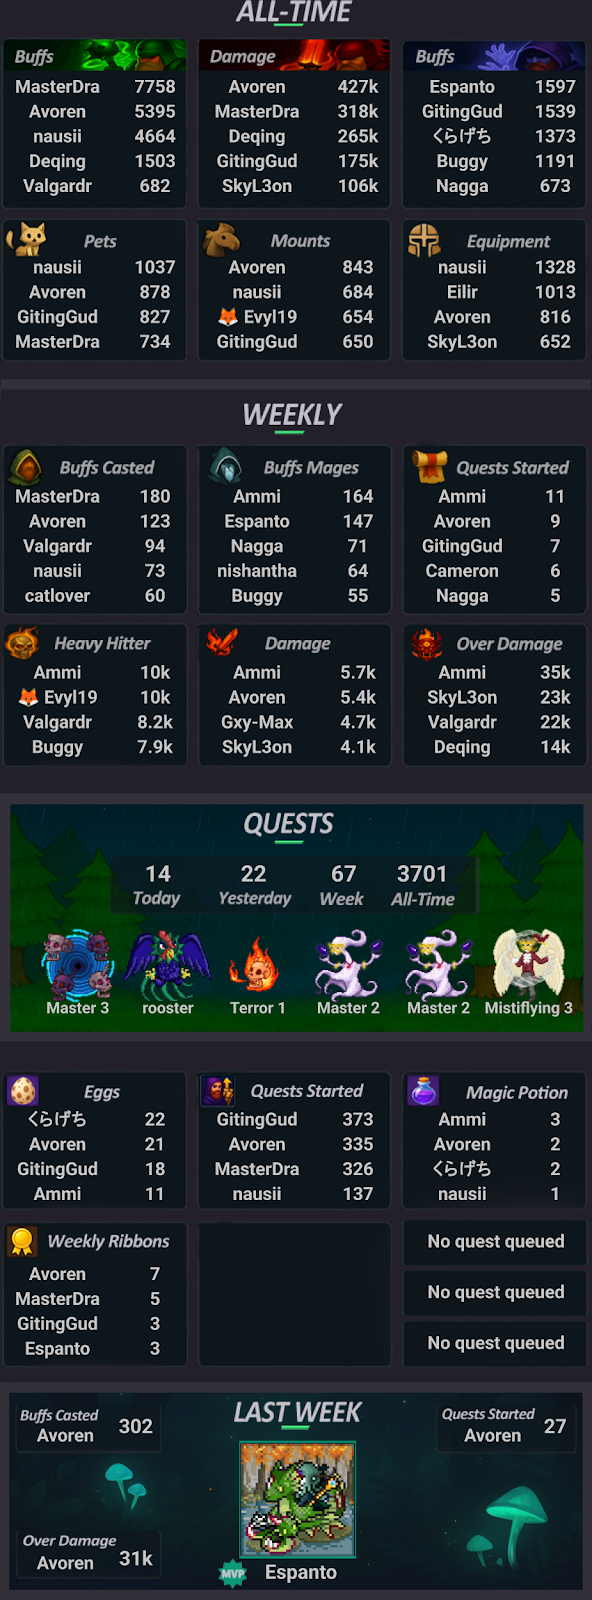 ALL-TIME
Buffs
MasterDra 7758
Avoren 5395
nausii 4664
Deqing 1503
Valgardr 682
Damage
Avoren 427k
MasterDra 318k
Deqing 265k
GitingGud 175k
SkyL3on 106k
Buffs
Espanto 1597
GitingGud 1539
くらげち 1373
Buggy 1191
Nagga 673
Pets
nausii 1037
Avoren 878
GitingGud 827
MasterDra 734
Mounts
Avoren 843
nausii 684
🦊 Evyl19 654
GitingGud 650
Equipment
nausii 1328
Eilir 1013
Avoren 816
SkyL3on 652
WEEKLY
Buffs Casted
MasterDra 180
Avoren 123
Valgardr 94
nausii 73
catlover 60
Buffs Mages
Ammi 164
Espanto 147
Nagga 71
nishantha 64
Buggy 55
Quests Started
Ammi 11
Avoren 9
GitingGud 7
Cameron 6
Nagga 5
Heavy Hitter
Ammi 10k
🦊 Evyl19 10k
Valgardr 8.2k
Buggy 7.9k
Damage
Ammi 5.7k
Avoren 5.4k
Gxy-Max 4.7k
SkyL3on 4.1k
Over Damage
Ammi 35k
SkyL3on 23k
Valgardr 22k
Deqing 14k
QUESTS
14 22 67 3701
Today Yesterday Week All-Time
Master 3 rooster Terror 1 Master 2 Master 2 Mistiflying 3
Eggs
くらげち 22
Avoren 21
GitingGud 18
Ammi 11
Quests Started
GitingGud 373
Avoren 335
MasterDra 326
nausii 137
Magic Potion
Ammi 3
Avoren 2
くらげち 2
nausii 1
Weekly Ribbons
Avoren 7
MasterDra 5
GitingGud 3
Espanto 3
No quest queued
No quest queued
No quest queued
LAST WEEK
Buffs Casted
Avoren 302
Quests Started
Avoren 27
Over Damage
Avoren 31k
MVP Espanto